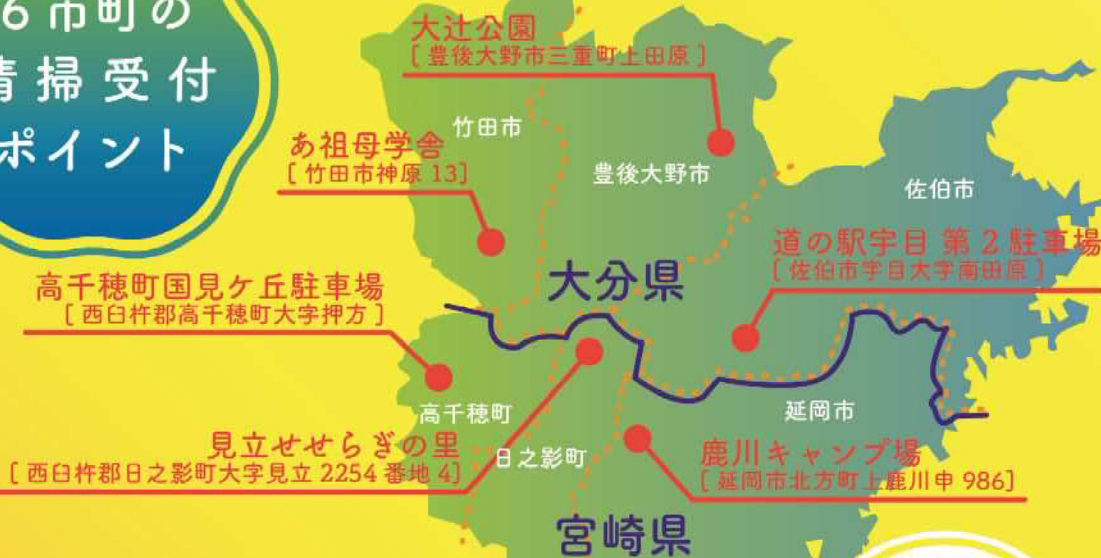 6市町の
清掃受付
ポイント
大辻公園
[ 豊後大野市三重町上田原 ]
竹田市
あ祖母学舎
[ 竹田市神原 13]
豊後大野市
佐伯市
道の駅宇目 第2駐車場
[ 佐伯市宇目大字南田原 ]
大分県
高千穂町国見ケ丘駐車場
[ 西臼杵郡高千穂町大字押方 ]
高千穂町
延岡市
見立せせらぎの里
[ 西臼杵郡日之影町大字見立 2254 番地 4]
日之影町
鹿川キャンプ場
[ 延岡市北方町上鹿川申 986]
宮崎県